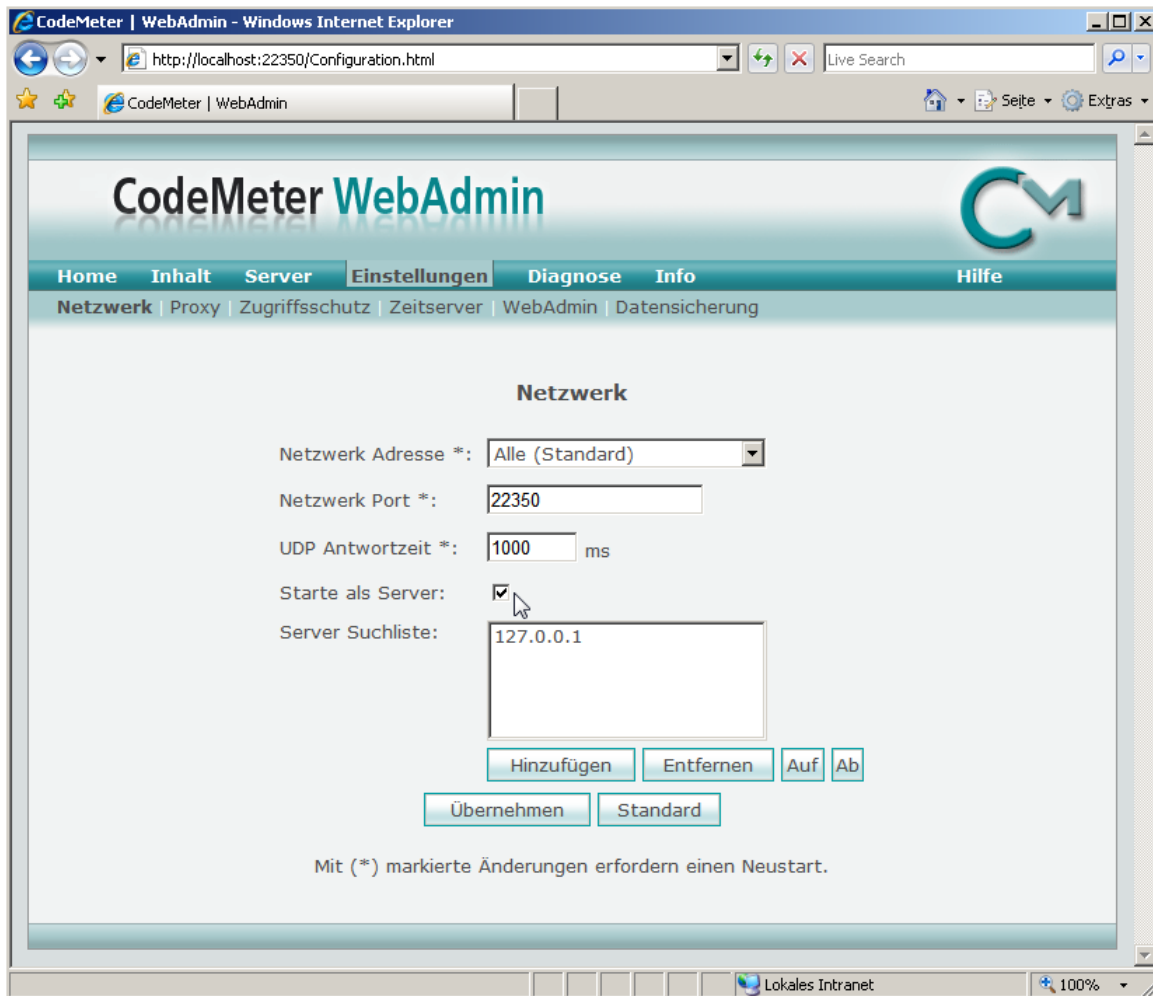 CodeMeter | WebAdmin - Windows Internet Explorer
http://localhost:22350/Configuration.html
Live Search
CodeMeter | WebAdmin
Seite
Extras
CodeMeter WebAdmin
CM
Home Inhalt Server Einstellungen Diagnose Info Hilfe
Netzwerk | Proxy | Zugriffsschutz | Zeitserver | WebAdmin | Datensicherung
Netzwerk
Netzwerk Adresse *: Alle (Standard)
Netzwerk Port *: 22350
UDP Antwortzeit *: 1000 ms
Starte als Server:
Server Suchliste: 127.0.0.1
Hinzufügen Entfernen Auf Ab
Übernehmen Standard
Mit (*) markierte Änderungen erfordern einen Neustart.
Lokales Intranet 100%